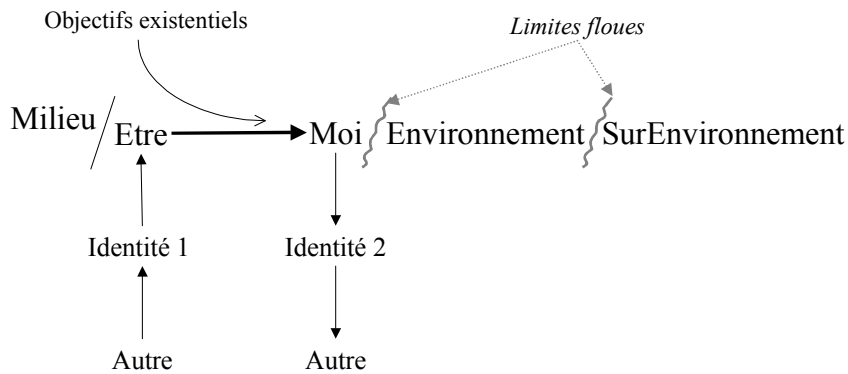 Objectifs existentiels
Limites floues
Milieu
Etre
Moi
Environnement
SurEnvironnement
Identité 1
Identité 2
Autre
Autre